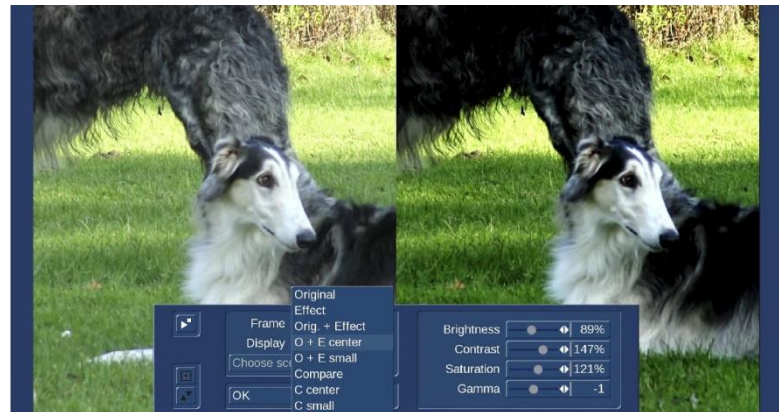 Original
Effect
Frame
Orig. + Effect
Display
O + E center
Choose
O + E small
Compare
C center
OK
C small
Brightness 89%
Contrast 147%
Saturation 121%
Gamma -1